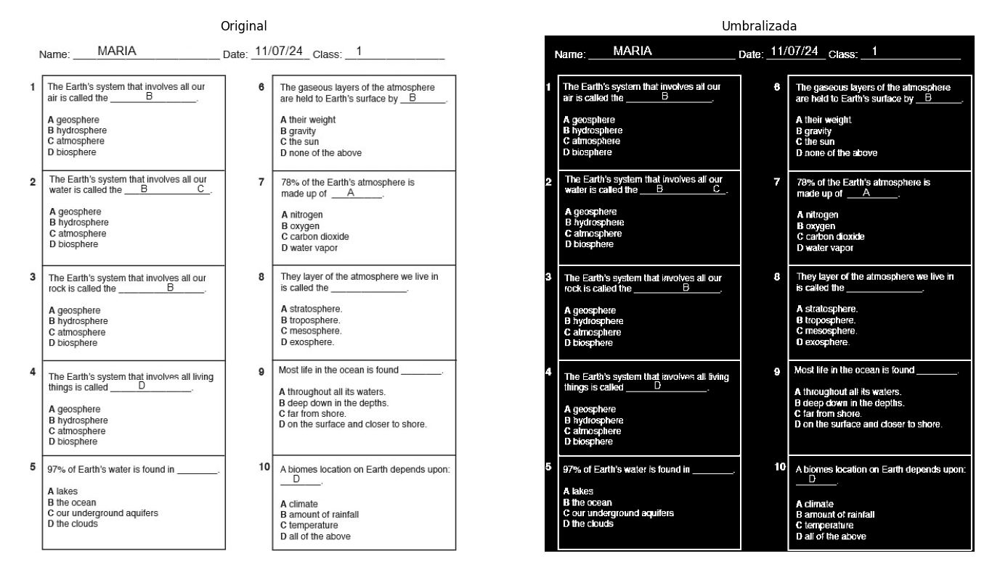 Original
Name: MARIA Date: 11/07/24 Class: 1
1 The Earth's system that involves all our
air is called the B.
A geosphere
B hydrosphere
C atmosphere
D biosphere
2 The Earth's system that involves all our
water is called the B C.
A geosphere
B hydrosphere
C atmosphere
D biosphere
3 The Earth's system that involves all our
rock is called the B.
A geosphere
B hydrosphere
C atmosphere
D biosphere
4 The Earth's system that involves all living
things is called D.
A geosphere
B hydrosphere
C atmosphere
D biosphere
5 97% of Earth's water is found in ________.
A lakes
B the ocean
C our underground aquifers
D the clouds
6 The gaseous layers of the atmosphere
are held to Earth's surface by B.
A their weight
B gravity
C the sun
D none of the above
7 78% of the Earth's atmosphere is
made up of A.
A nitrogen
B oxygen
C carbon dioxide
D water vapor
8 They layer of the atmosphere we live in
is called the _______________.
A stratosphere.
B troposphere.
C mesosphere.
D exosphere.
9 Most life in the ocean is found ________.
A throughout all its waters.
B deep down in the depths.
C far from shore.
D on the surface and closer to shore.
10 A biomes location on Earth depends upon:
D.
A climate
B amount of rainfall
C temperature
D all of the above
Umbralizada
Name: MARIA Date: 11/07/24 Class: 1
1 The Earth's system that involves all our
air is called the B.
A geosphere
B hydrosphere
C atmosphere
D biosphere
2 The Earth's system that involves all our
water is called the B C.
A geosphere
B hydrosphere
C atmosphere
D biosphere
3 The Earth's system that involves all our
rock is called the B.
A geosphere
B hydrosphere
C atmosphere
D biosphere
4 The Earth's system that involves all living
things is called D.
A geosphere
B hydrosphere
C atmosphere
D biosphere
5 97% of Earth's water is found in ________.
A lakes
B the ocean
C our underground aquifers
D the clouds
6 The gaseous layers of the atmosphere
are held to Earth's surface by B.
A their weight
B gravity
C the sun
D none of the above
7 78% of the Earth's atmosphere is
made up of A.
A nitrogen
B oxygen
C carbon dioxide
D water vapor
8 They layer of the atmosphere we live in
is called the _______________.
A stratosphere.
B troposphere.
C mesosphere.
D exosphere.
9 Most life in the ocean is found ________.
A throughout all its waters.
B deep down in the depths.
C far from shore.
D on the surface and closer to shore.
10 A biomes location on Earth depends upon:
D.
A climate
B amount of rainfall
C temperature
D all of the above